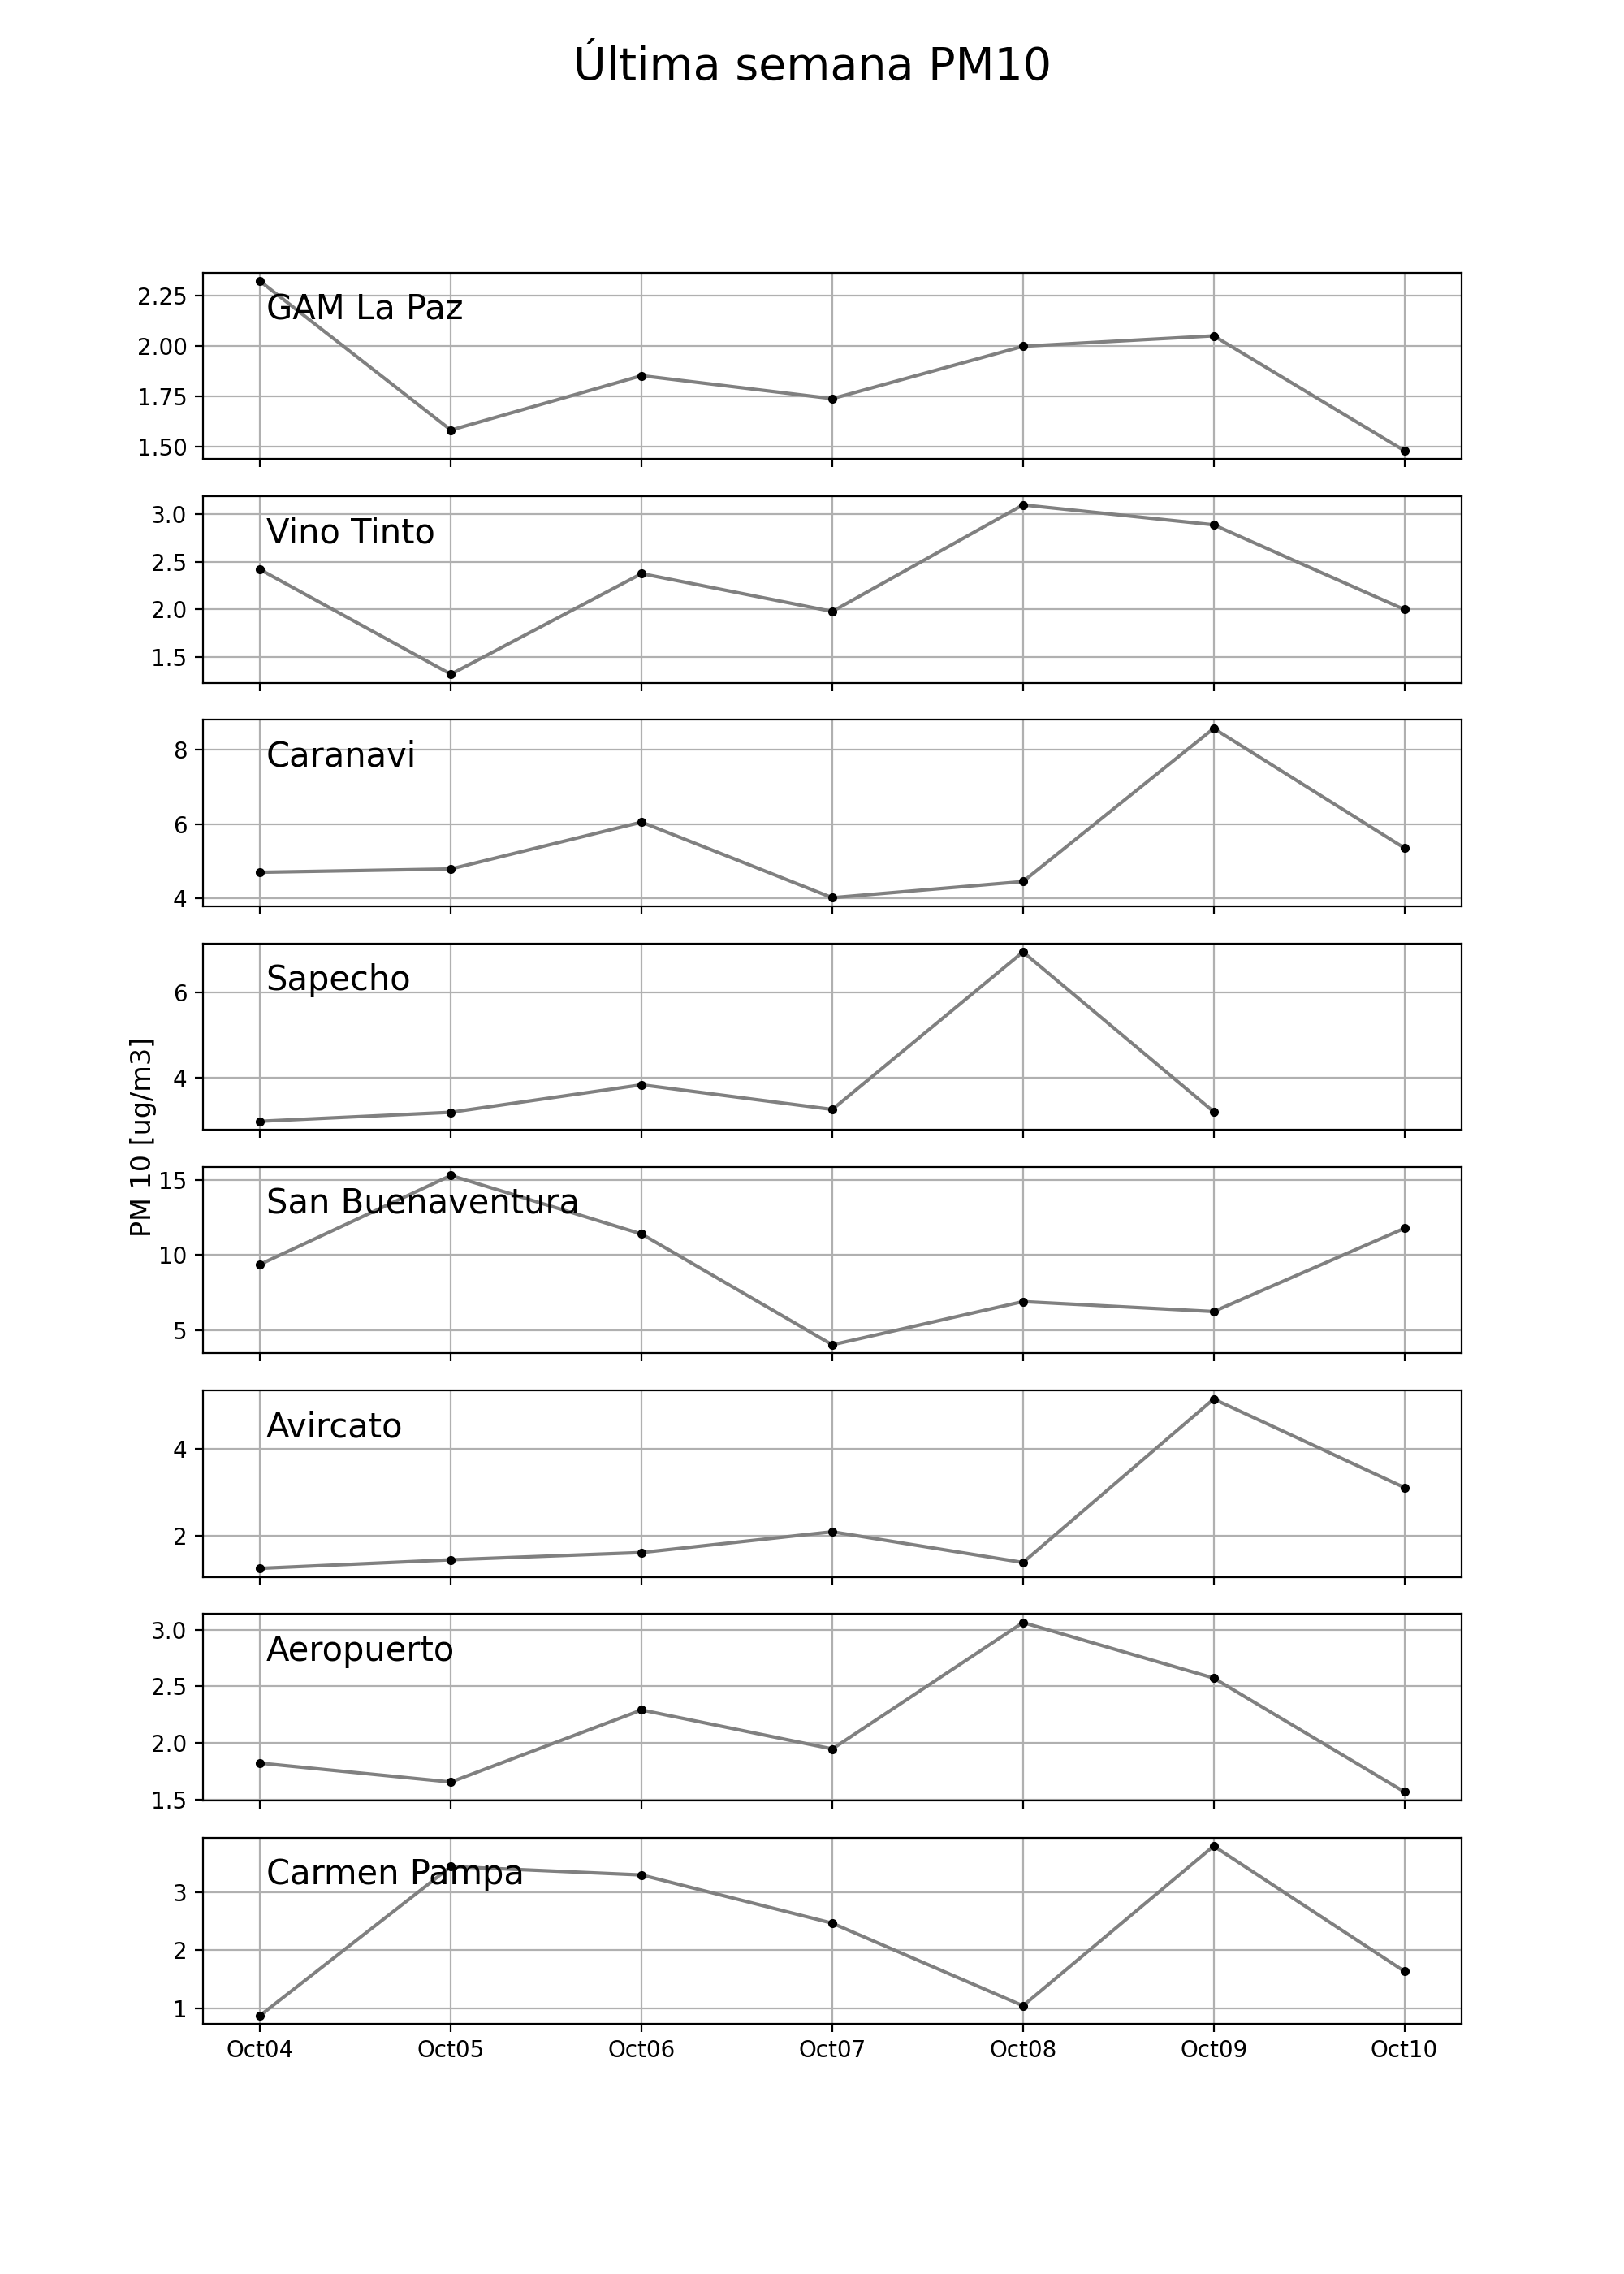 Última semana PM10
GAM La Paz
2.25
2.00
1.75
1.50
Vino Tinto
3.0
2.5
2.0
1.5
Caranavi
8
6
4
Sapecho
6
4
PM 10 [ug/m3]
San Buenaventura
15
10
5
Avircato
4
2
Aeropuerto
3.0
2.5
2.0
1.5
Carmen Pampa
3
2
1
Oct04 Oct05 Oct06 Oct07 Oct08 Oct09 Oct10